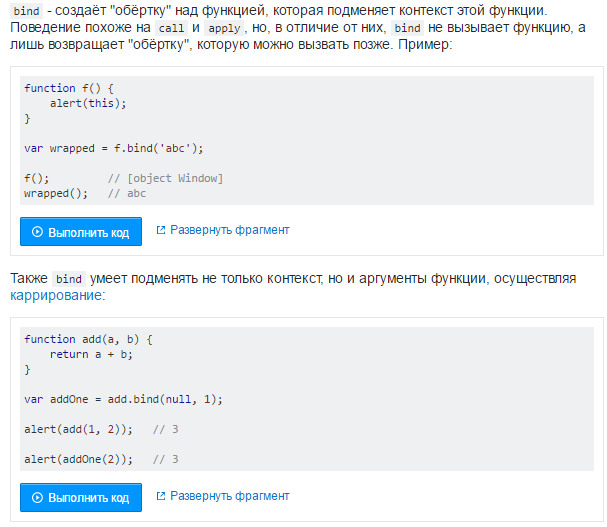 bind - создаёт "обёртку" над функцией, которая подменяет контекст этой функции.
Поведение похоже на call и apply, но, в отличие от них, bind не вызывает функцию, а
лишь возвращает "обёртку", которую можно вызвать позже. Пример:
function f() {
    alert(this);
}
var wrapped = f.bind('abc');
f();         // [object Window]
wrapped();   // abc
Выполнить код Развернуть фрагмент
Также bind умеет подменять не только контекст, но и аргументы функции, осуществляя
каррирование:
function add(a, b) {
    return a + b;
}
var addOne = add.bind(null, 1);
alert(add(1, 2));   // 3
alert(addOne(2));   // 3
Выполнить код Развернуть фрагмент